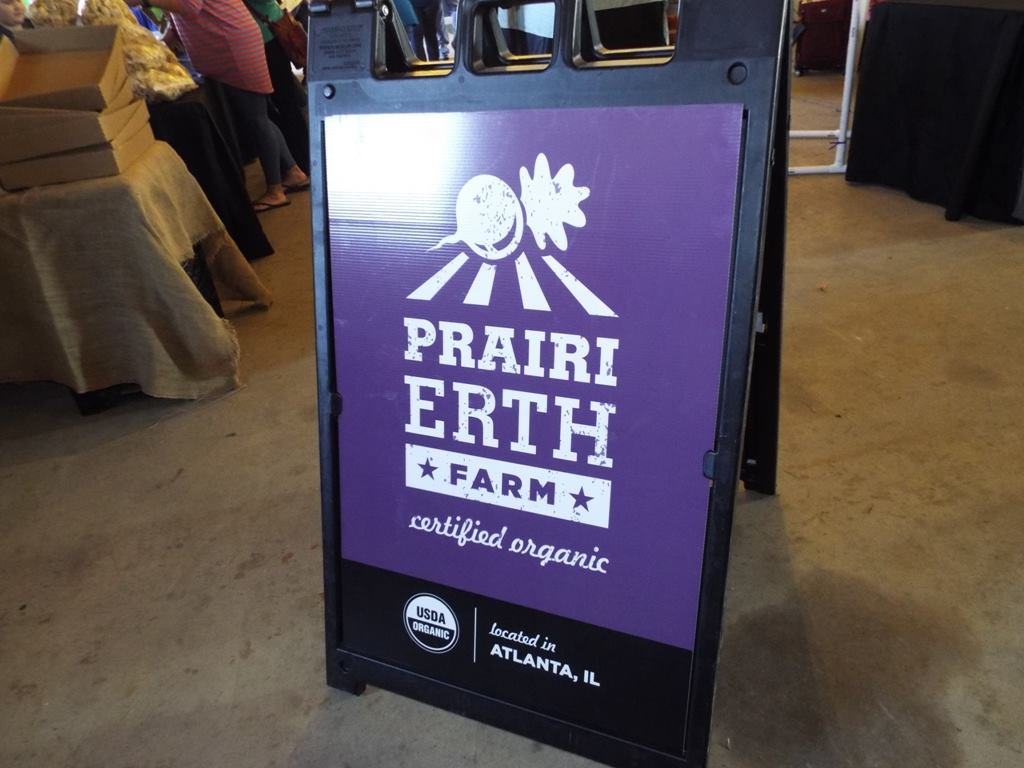 PRAIRI
ERTH
★ FARM ★
certified organic
USDA
ORGANIC
located in
ATLANTA, IL